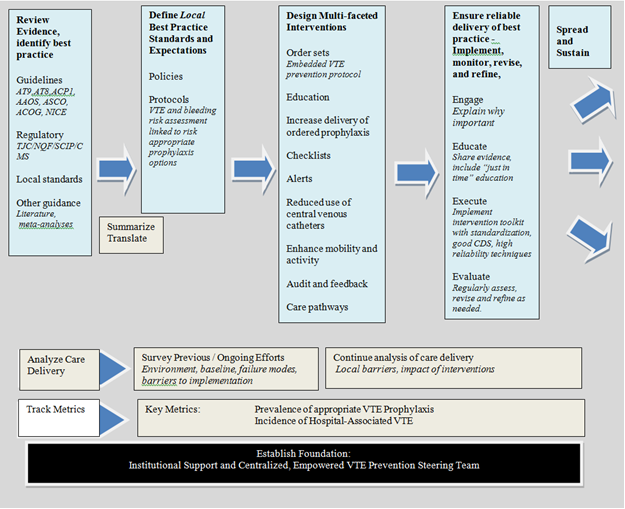 Review
Evidence,
identify best
practice
Guidelines
AT9,AT8,ACP1,
AAOS, ASCO,
ACOG, NICE
Regulatory
TJC/NQF/SCIP/C
MS
Local standards
Other guidance
Literature,
meta-analyses
Summarize
Translate
Define Local
Best Practice
Standards and
Expectations
Policies
Protocols
VTE and bleeding
risk assessment
linked to risk
appropriate
prophylaxis
options
Design Multi-faceted
Interventions
Order sets
Embedded VTE
prevention protocol
Education
Increase delivery of
ordered prophylaxis
Checklists
Alerts
Reduced use of
central venous
catheters
Enhance mobility and
activity
Audit and feedback
Care pathways
Ensure reliable
delivery of best
practice -
Implement,
monitor, revise,
and refine,
Engage
Explain why
important
Educate
Share evidence,
include “just in
time” education
Execute
Implement
intervention toolkit
with standardization,
good CDS, high
reliability techniques
Evaluate
Regularly assess,
revise and refine as
needed.
Spread
and
Sustain
Analyze Care
Delivery
Survey Previous / Ongoing Efforts
Environment, baseline, failure modes,
barriers to implementation
Continue analysis of care delivery
Local barriers, impact of interventions
Track Metrics
Key Metrics: Prevalence of appropriate VTE Prophylaxis
Incidence of Hospital-Associated VTE
Establish Foundation:
Institutional Support and Centralized, Empowered VTE Prevention Steering Team